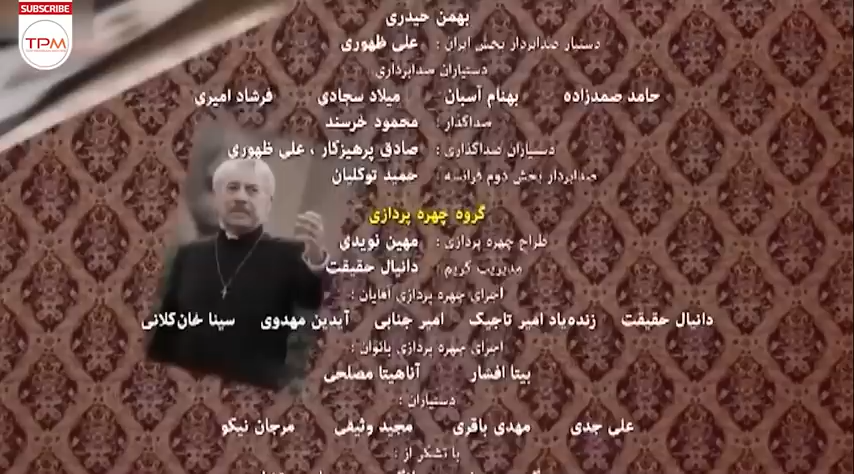 SUBSCRIBE
TPM
بهمن حیدری
دستیار صدابردار بخش ایران : علی ظهوری
دستیاران صدابرداری
حامد صمدزاده بهنام آسبان میلاد سجادی فرشاد امیری
صداگذار : محمود خرسند
دستیاران صداگذاری : صادق پرهیزکار ، علی ظهوری
صدابردار بخش دوم فرانسه : حمید توکلیان
گروه چهره پردازی
طراح چهره پردازی : مهین نویدی
مدیریت گریم : دانیال حقیقت
اجرای چهره پردازی آقایان :
دانیال حقیقت زنده‌یاد امیر تاجیک امیر جنابی آیدین مهدوی سینا خان‌کلانی
اجرای چهره پردازی بانوان :
بیتا افشار آناهیتا مصلحی
دستیاران :
علی جدی مهدی باقری مجید وثیقی مرجان نیکو
با تشکر از :